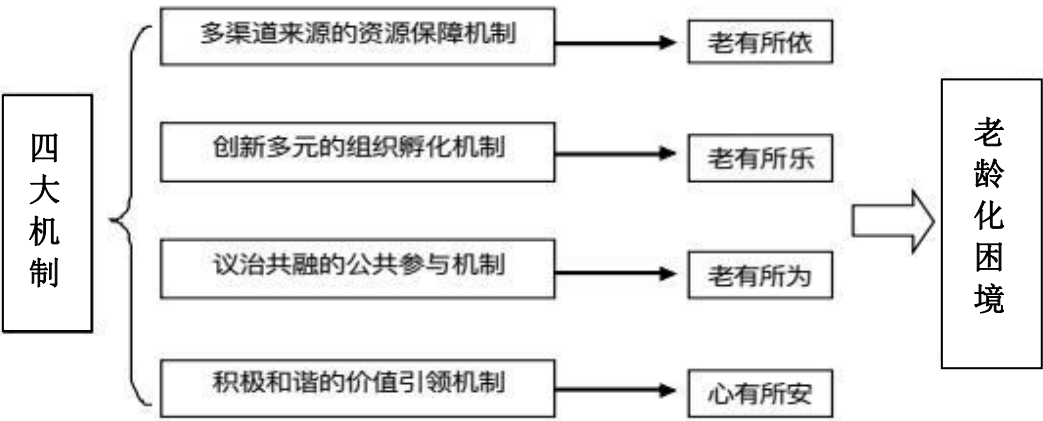 四大机制
多渠道来源的资源保障机制
老有所依
创新多元的组织孵化机制
老有所乐
议治共融的公共参与机制
老有所为
积极和谐的价值引领机制
心有所安
老龄化困境